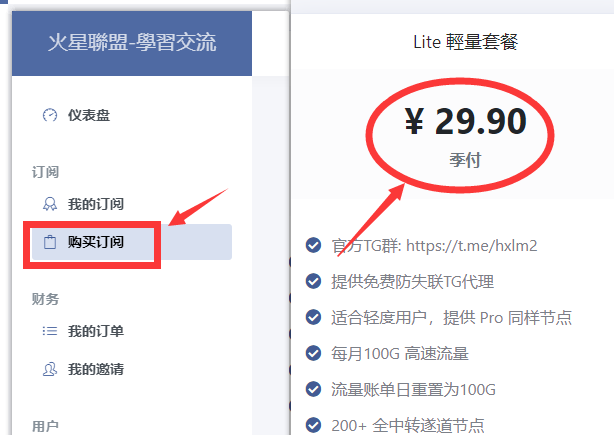 火星聯盟-學習交流
仪表盘
订阅
我的订阅
购买订阅
财务
我的订单
我的邀请
用户
Lite 輕量套餐
¥ 29.90
季付
官方TG群: https://t.me/hxlm2
提供免费防失联TG代理
适合轻度用户，提供 Pro 同样节点
每月100G 高速流量
流量账单日重置为100G
200+ 全中转遂道节点